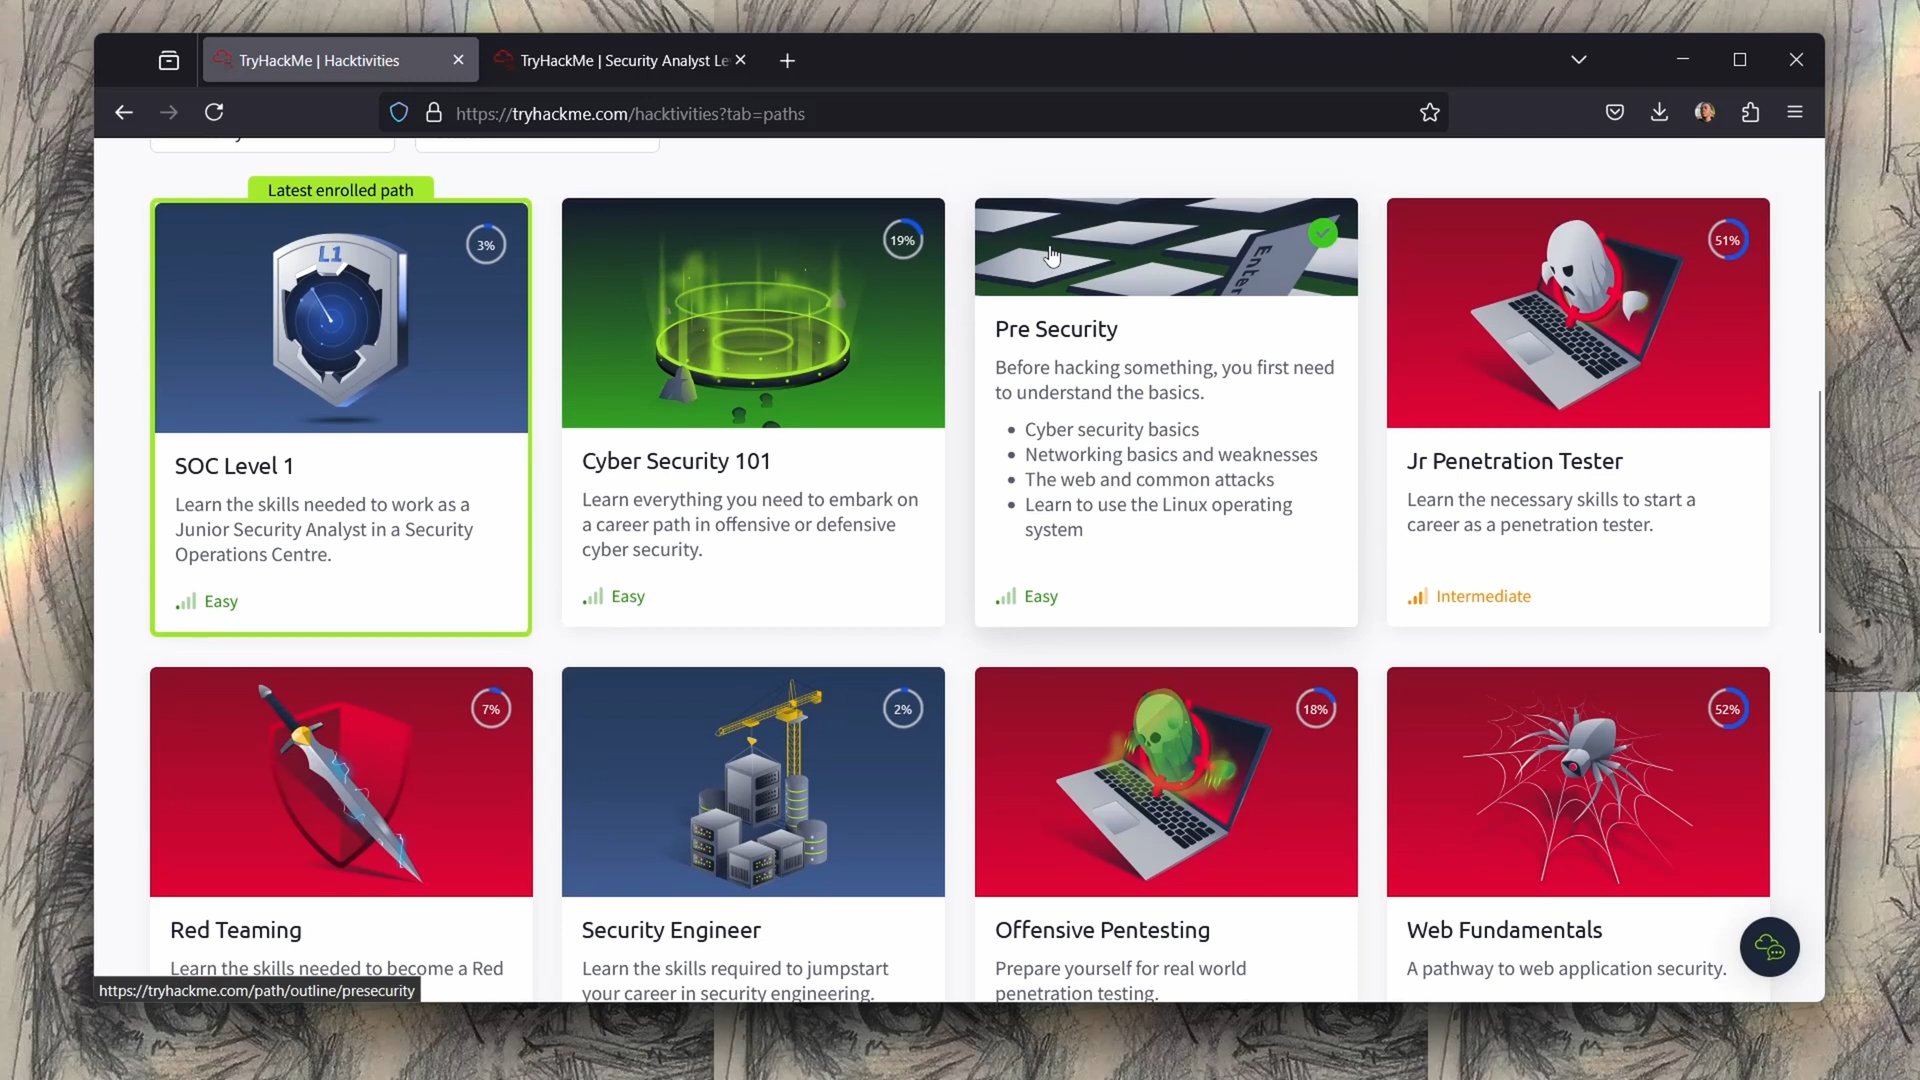 TryHackMe | Hacktivities
TryHackMe | Security Analyst Le
https://tryhackme.com/hacktivities?tab=paths
Latest enrolled path
3%
L1
SOC Level 1
Learn the skills needed to work as a
Junior Security Analyst in a Security
Operations Centre.
Easy
19%
Cyber Security 101
Learn everything you need to embark on
a career path in offensive or defensive
cyber security.
Easy
Enter
Pre Security
Before hacking something, you first need
to understand the basics.
Cyber security basics
Networking basics and weaknesses
The web and common attacks
Learn to use the Linux operating
system
Easy
51%
Jr Penetration Tester
Learn the necessary skills to start a
career as a penetration tester.
Intermediate
7%
Red Teaming
Learn the skills needed to become a Red
2%
Security Engineer
Learn the skills required to jumpstart
your career in security engineering.
18%
Offensive Pentesting
Prepare yourself for real world
penetration testing.
52%
Web Fundamentals
A pathway to web application security.
https://tryhackme.com/path/outline/presecurity